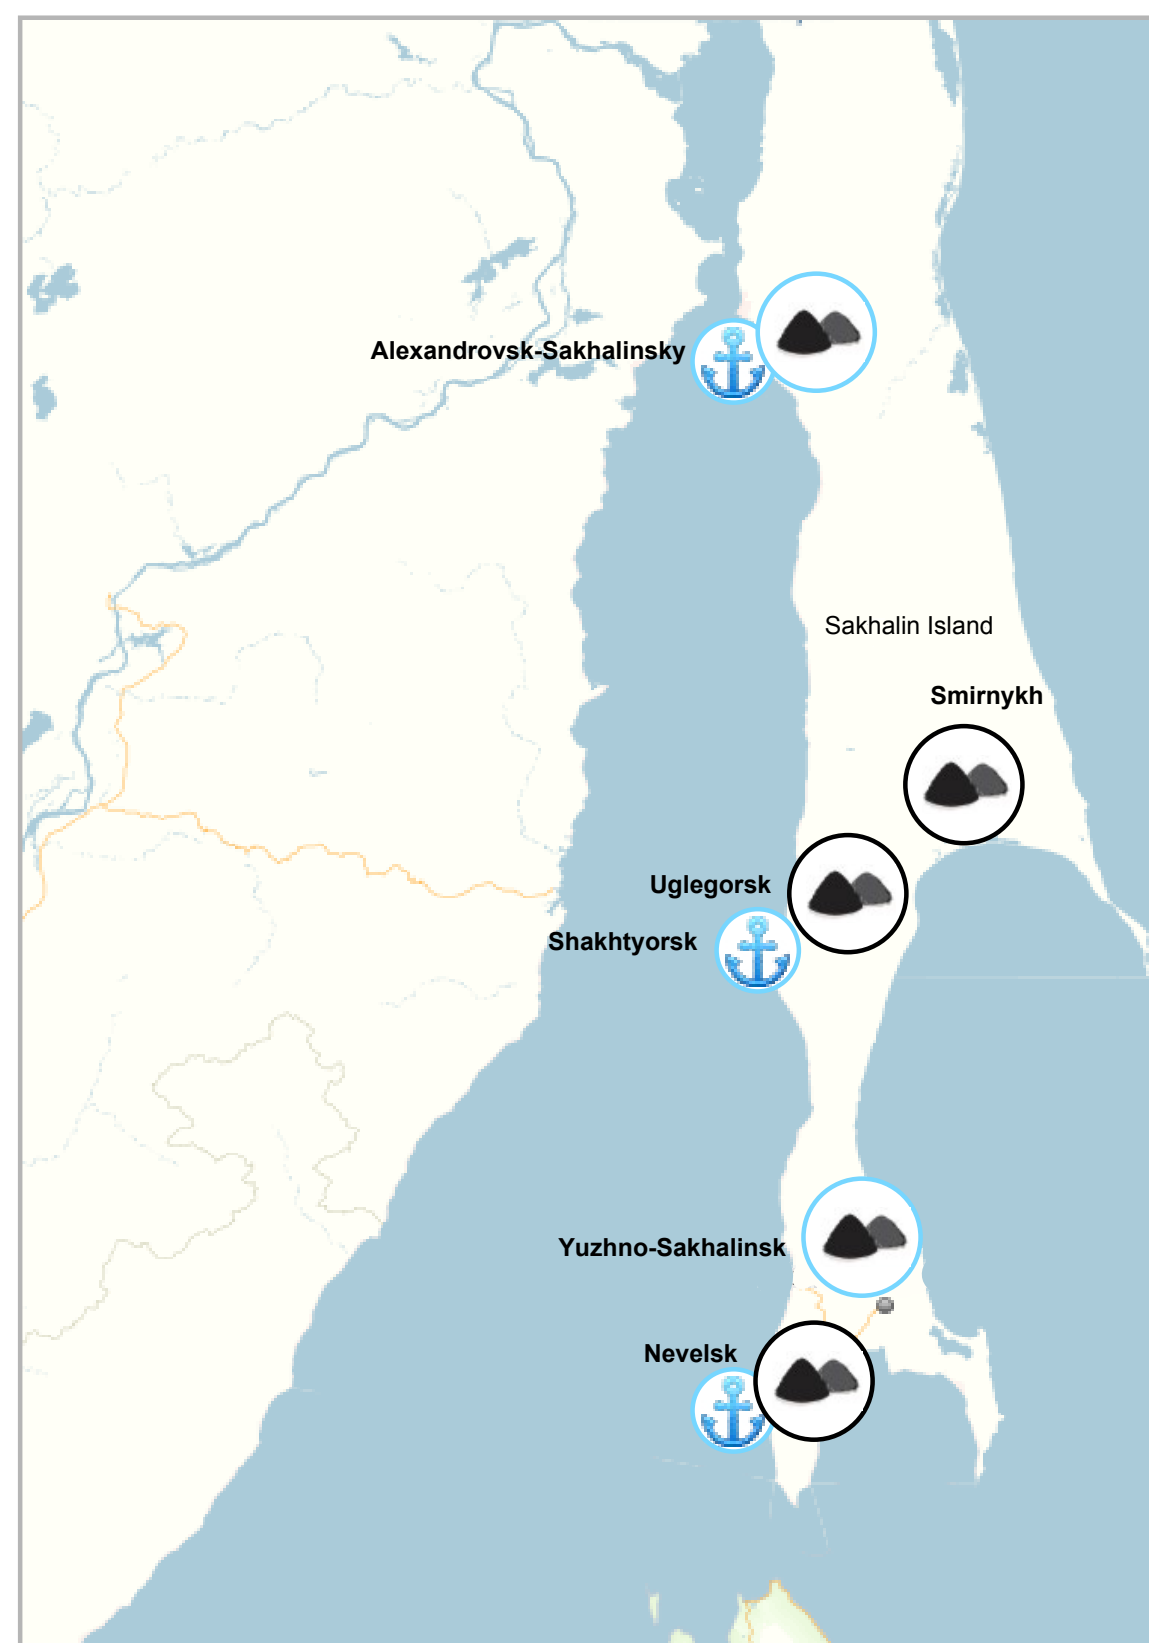 Alexandrovsk-Sakhalinsky
Sakhalin Island
Smirnykh
Uglegorsk
Shakhtyorsk
Yuzhno-Sakhalinsk
Nevelsk